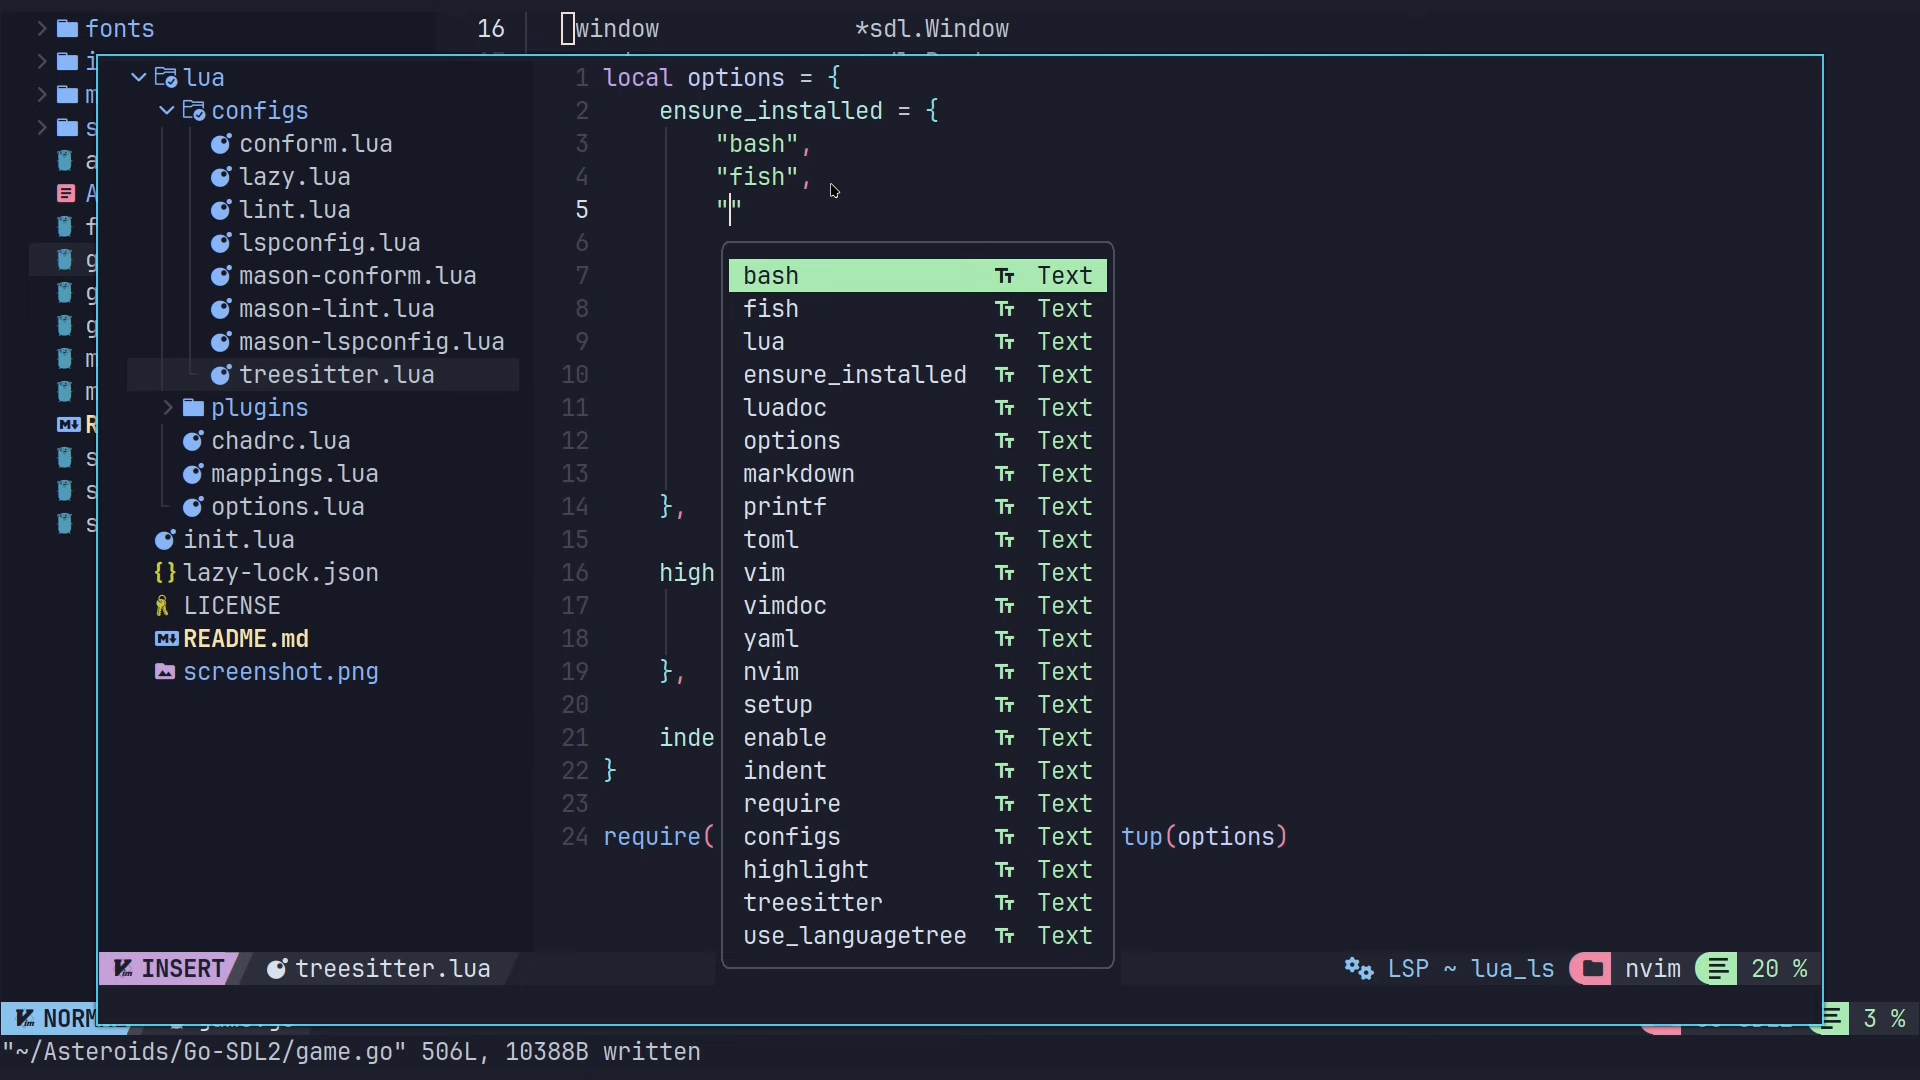 fonts
16 window *sdl.Window
lua
configs
conform.lua
lazy.lua
lint.lua
lspconfig.lua
mason-conform.lua
mason-lint.lua
mason-lspconfig.lua
treesitter.lua
plugins
chadrc.lua
mappings.lua
options.lua
init.lua
{} lazy-lock.json
LICENSE
README.md
screenshot.png
1 local options = {
2 ensure_installed = {
3 "bash",
4 "fish",
5 ""
6
7
8
9
10
11
12
13
14 },
15
16 high
17
18
19 },
20
21 inde
22 }
23
24 require( tup(options)
bash Text
fish Text
lua Text
ensure_installed Text
luadoc Text
options Text
markdown Text
printf Text
toml Text
vim Text
vimdoc Text
yaml Text
nvim Text
setup Text
enable Text
indent Text
require Text
configs Text
highlight Text
treesitter Text
use_languagetree Text
INSERT treesitter.lua LSP ~ lua_ls nvim 20 %
NORM 3 %
"~/Asteroids/Go-SDL2/game.go" 506L, 10388B written